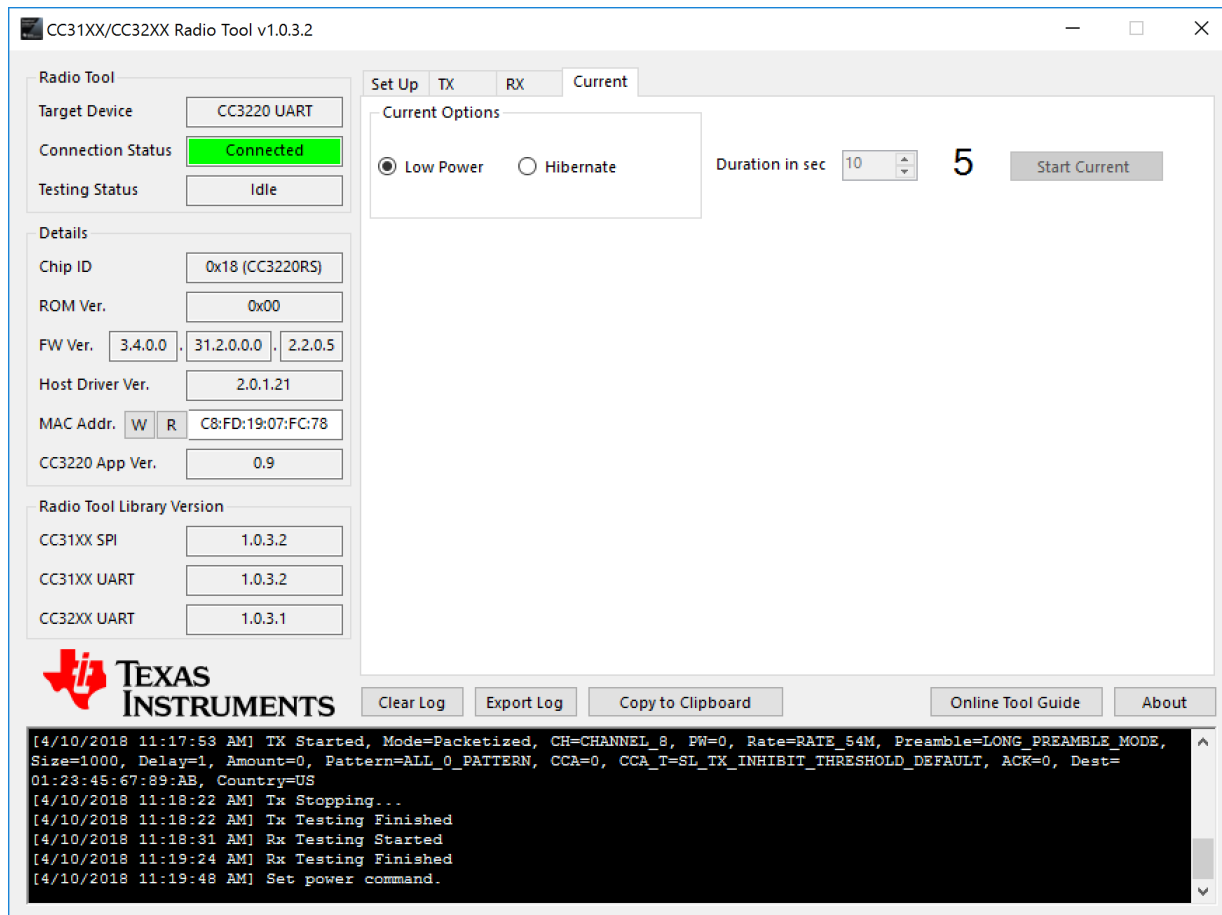 CC31XX/CC32XX Radio Tool v1.0.3.2
Radio Tool
Target Device CC3220 UART
Connection Status Connected
Testing Status Idle
Details
Chip ID 0x18 (CC3220RS)
ROM Ver. 0x00
FW Ver. 3.4.0.0 . 31.2.0.0.0 . 2.2.0.5
Host Driver Ver. 2.0.1.21
MAC Addr. W R C8:FD:19:07:FC:78
CC3220 App Ver. 0.9
Radio Tool Library Version
CC31XX SPI 1.0.3.2
CC31XX UART 1.0.3.2
CC32XX UART 1.0.3.1
TEXAS
INSTRUMENTS
Set Up TX RX Current
Current Options
Low Power Hibernate Duration in sec 10 5 Start Current
Clear Log Export Log Copy to Clipboard Online Tool Guide About
[4/10/2018 11:17:53 AM] TX Started, Mode=Packetized, CH=CHANNEL_8, PW=0, Rate=RATE_54M, Preamble=LONG_PREAMBLE_MODE,
Size=1000, Delay=1, Amount=0, Pattern=ALL_0_PATTERN, CCA=0, CCA_T=SL_TX_INHIBIT_THRESHOLD_DEFAULT, ACK=0, Dest=
01:23:45:67:89:AB, Country=US
[4/10/2018 11:18:22 AM] Tx Stopping...
[4/10/2018 11:18:22 AM] Tx Testing Finished
[4/10/2018 11:18:31 AM] Rx Testing Started
[4/10/2018 11:19:24 AM] Rx Testing Finished
[4/10/2018 11:19:48 AM] Set power command.